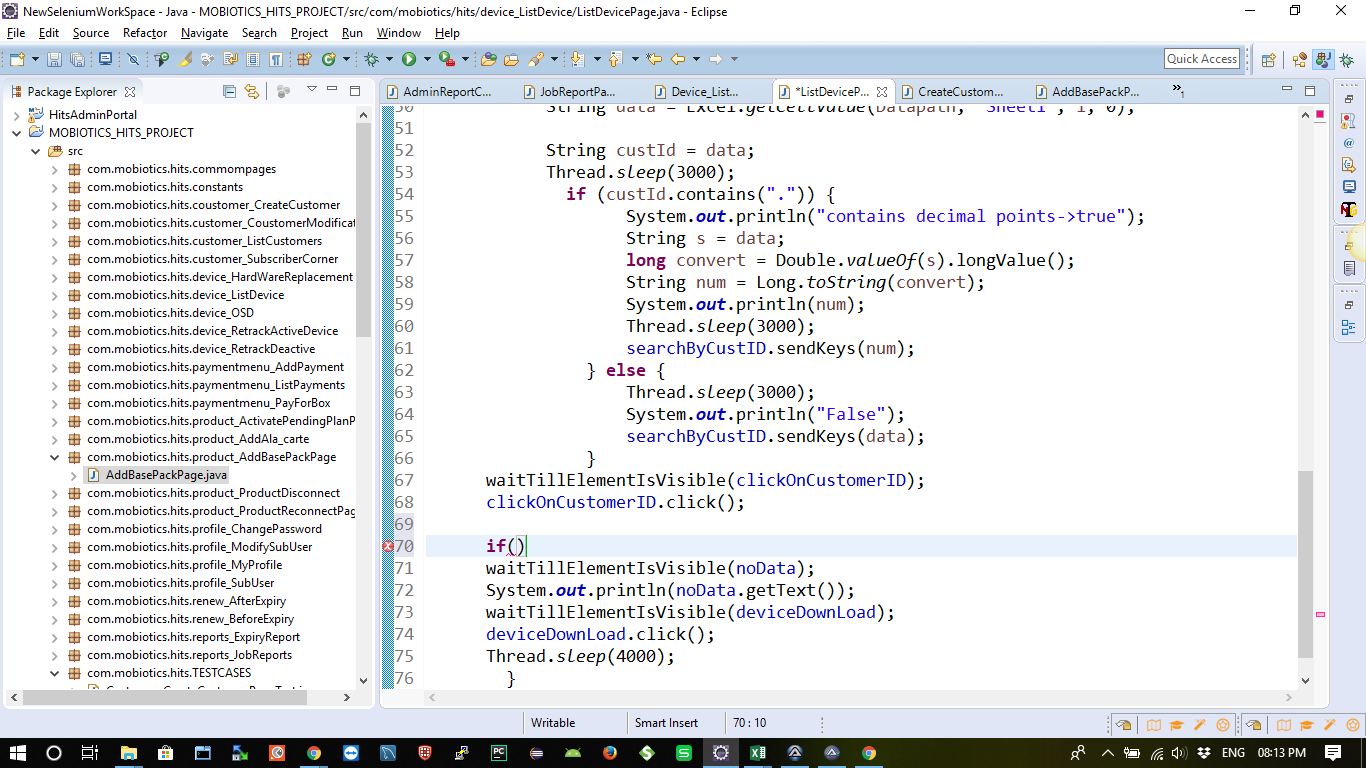 NewSeleniumWorkSpace - Java - MOBIOTICS_HITS_PROJECT/src/com/mobiotics/hits/device_ListDevice/ListDevicePage.java - Eclipse
File Edit Source Refactor Navigate Search Project Run Window Help
Quick Access
Package Explorer
AdminReportC... JobReportPa... Device_List... *ListDeviceP... CreateCustom... AddBasePackP... »1
HitsAdminPortal
MOBIOTICS_HITS_PROJECT
src
com.mobiotics.hits.commompages
com.mobiotics.hits.constants
com.mobiotics.hits.coustomer_CreateCustomer
com.mobiotics.hits.customer_CoustomerModificat
com.mobiotics.hits.customer_ListCustomers
com.mobiotics.hits.customer_SubscriberCorner
com.mobiotics.hits.device_HardWareReplacement
com.mobiotics.hits.device_ListDevice
com.mobiotics.hits.device_OSD
com.mobiotics.hits.device_RetrackActiveDevice
com.mobiotics.hits.device_RetrackDeactive
com.mobiotics.hits.paymentmenu_AddPayment
com.mobiotics.hits.paymentmenu_ListPayments
com.mobiotics.hits.paymentmenu_PayForBox
com.mobiotics.hits.product_ActivatePendingPlanP
com.mobiotics.hits.product_AddAla_carte
com.mobiotics.hits.product_AddBasePackPage
AddBasePackPage.java
com.mobiotics.hits.product_ProductDisconnect
com.mobiotics.hits.product_ProductReconnectPag
com.mobiotics.hits.profile_ChangePassword
com.mobiotics.hits.profile_ModifySubUser
com.mobiotics.hits.profile_MyProfile
com.mobiotics.hits.profile_SubUser
com.mobiotics.hits.renew_AfterExpiry
com.mobiotics.hits.renew_BeforeExpiry
com.mobiotics.hits.reports_ExpiryReport
com.mobiotics.hits.reports_JobReports
com.mobiotics.hits.TESTCASES
50 String data = Excel.getCellValue(Datapath, "Sheet1", 1, 0);
51
52 String custId = data;
53 Thread.sleep(3000);
54 if (custId.contains(".")) {
55 System.out.println("contains decimal points->true");
56 String s = data;
57 long convert = Double.valueOf(s).longValue();
58 String num = Long.toString(convert);
59 System.out.println(num);
60 Thread.sleep(3000);
61 searchByCustID.sendKeys(num);
62 } else {
63 Thread.sleep(3000);
64 System.out.println("False");
65 searchByCustID.sendKeys(data);
66 }
67 waitTillElementIsVisible(clickOnCustomerID);
68 clickOnCustomerID.click();
69
70 if()
71 waitTillElementIsVisible(noData);
72 System.out.println(noData.getText());
73 waitTillElementIsVisible(deviceDownLoad);
74 deviceDownLoad.click();
75 Thread.sleep(4000);
76 }
Writable Smart Insert 70 : 10
PC S ENG 08:13 PM